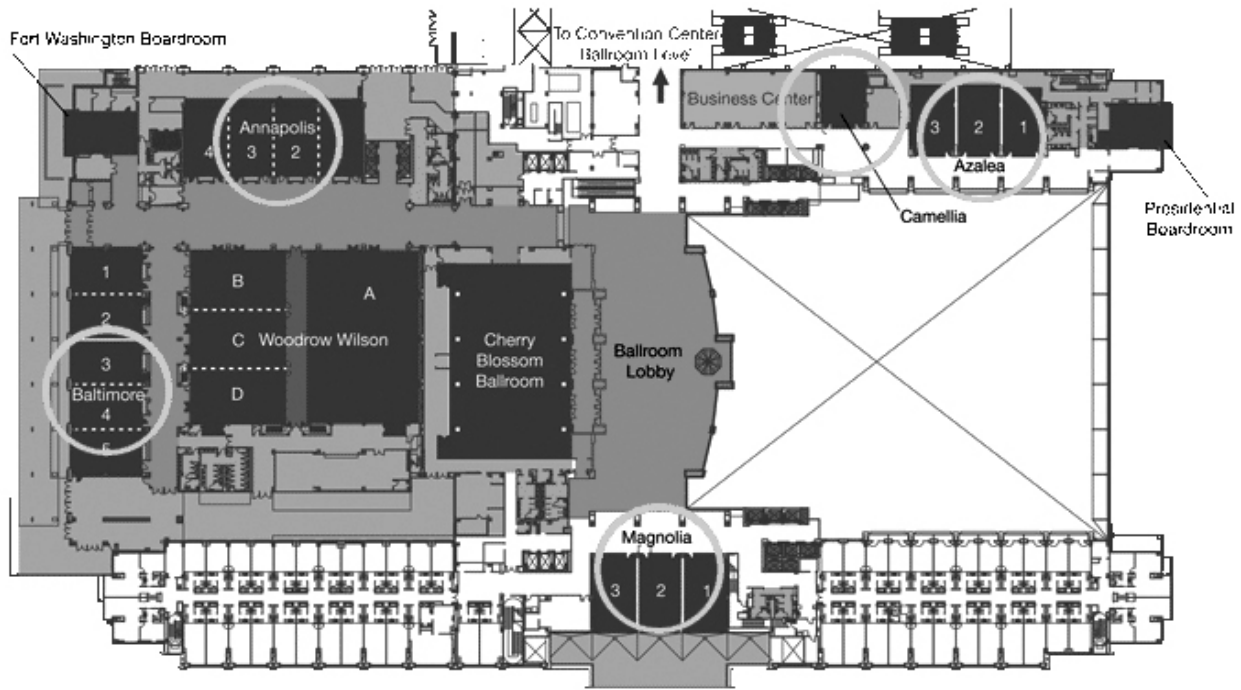 Fort Washington Boardroom
To Convention Center
Ballroom Level
Business Center
Annapolis
4 3 2
3 2 1
Azalea
Camellia
Presidential
Boardroom
1
2
3
Baltimore
4
5
B
A
C
Woodrow Wilson
D
Cherry
Blossom
Ballroom
Ballroom
Lobby
Magnolia
3 2 1